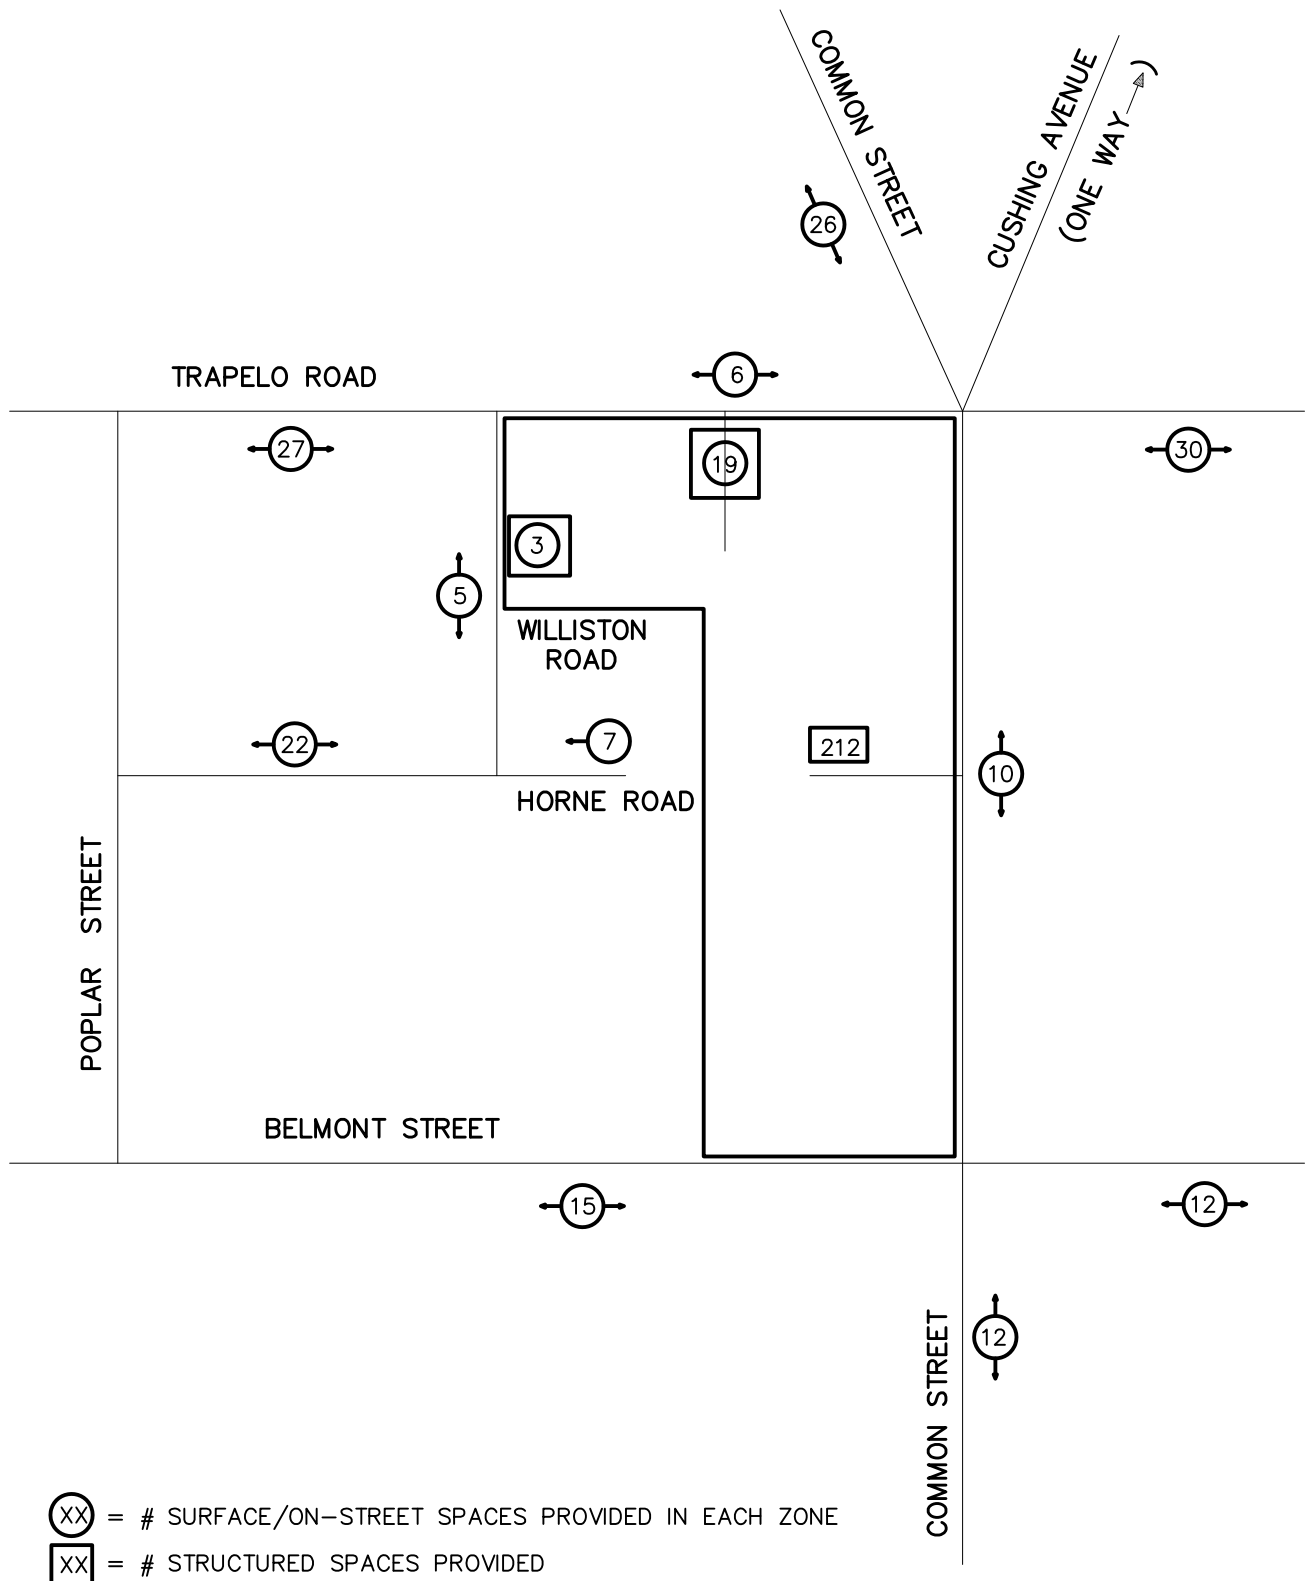 COMMON STREET
CUSHING AVENUE
(ONE WAY )
26
TRAPELO ROAD
6
27
19
30
3
5
WILLISTON
ROAD
22
7
212
10
HORNE ROAD
POPLAR STREET
BELMONT STREET
15
12
12
COMMON STREET
XX = # SURFACE/ON-STREET SPACES PROVIDED IN EACH ZONE
XX = # STRUCTURED SPACES PROVIDED